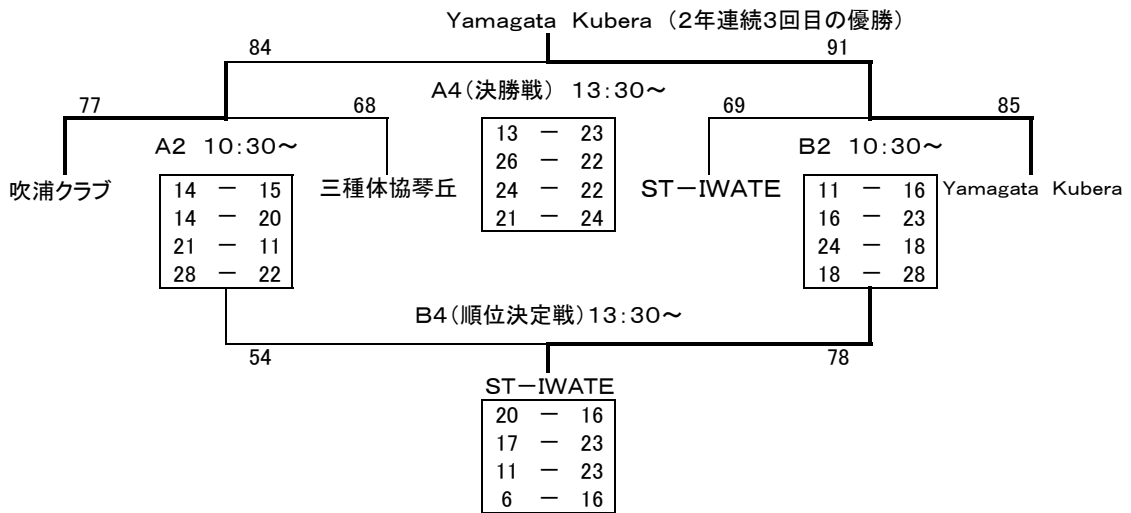 Yamagata Kubera (２年連続３回目の優勝)
84 91
A4(決勝戦) 13:30～
77 68 69 85
13 － 23
A2 10:30～ B2 10:30～
26 － 22
吹浦クラブ 三種体協琴丘 24 － 22 ST－IWATE Yamagata Kubera
14 － 15 11 － 16
21 － 24
14 － 20 16 － 23
21 － 11 24 － 18
28 － 22 18 － 28
B4(順位決定戦)13:30～
54 78
ST－IWATE
20 － 16
17 － 23
11 － 23
6 － 16